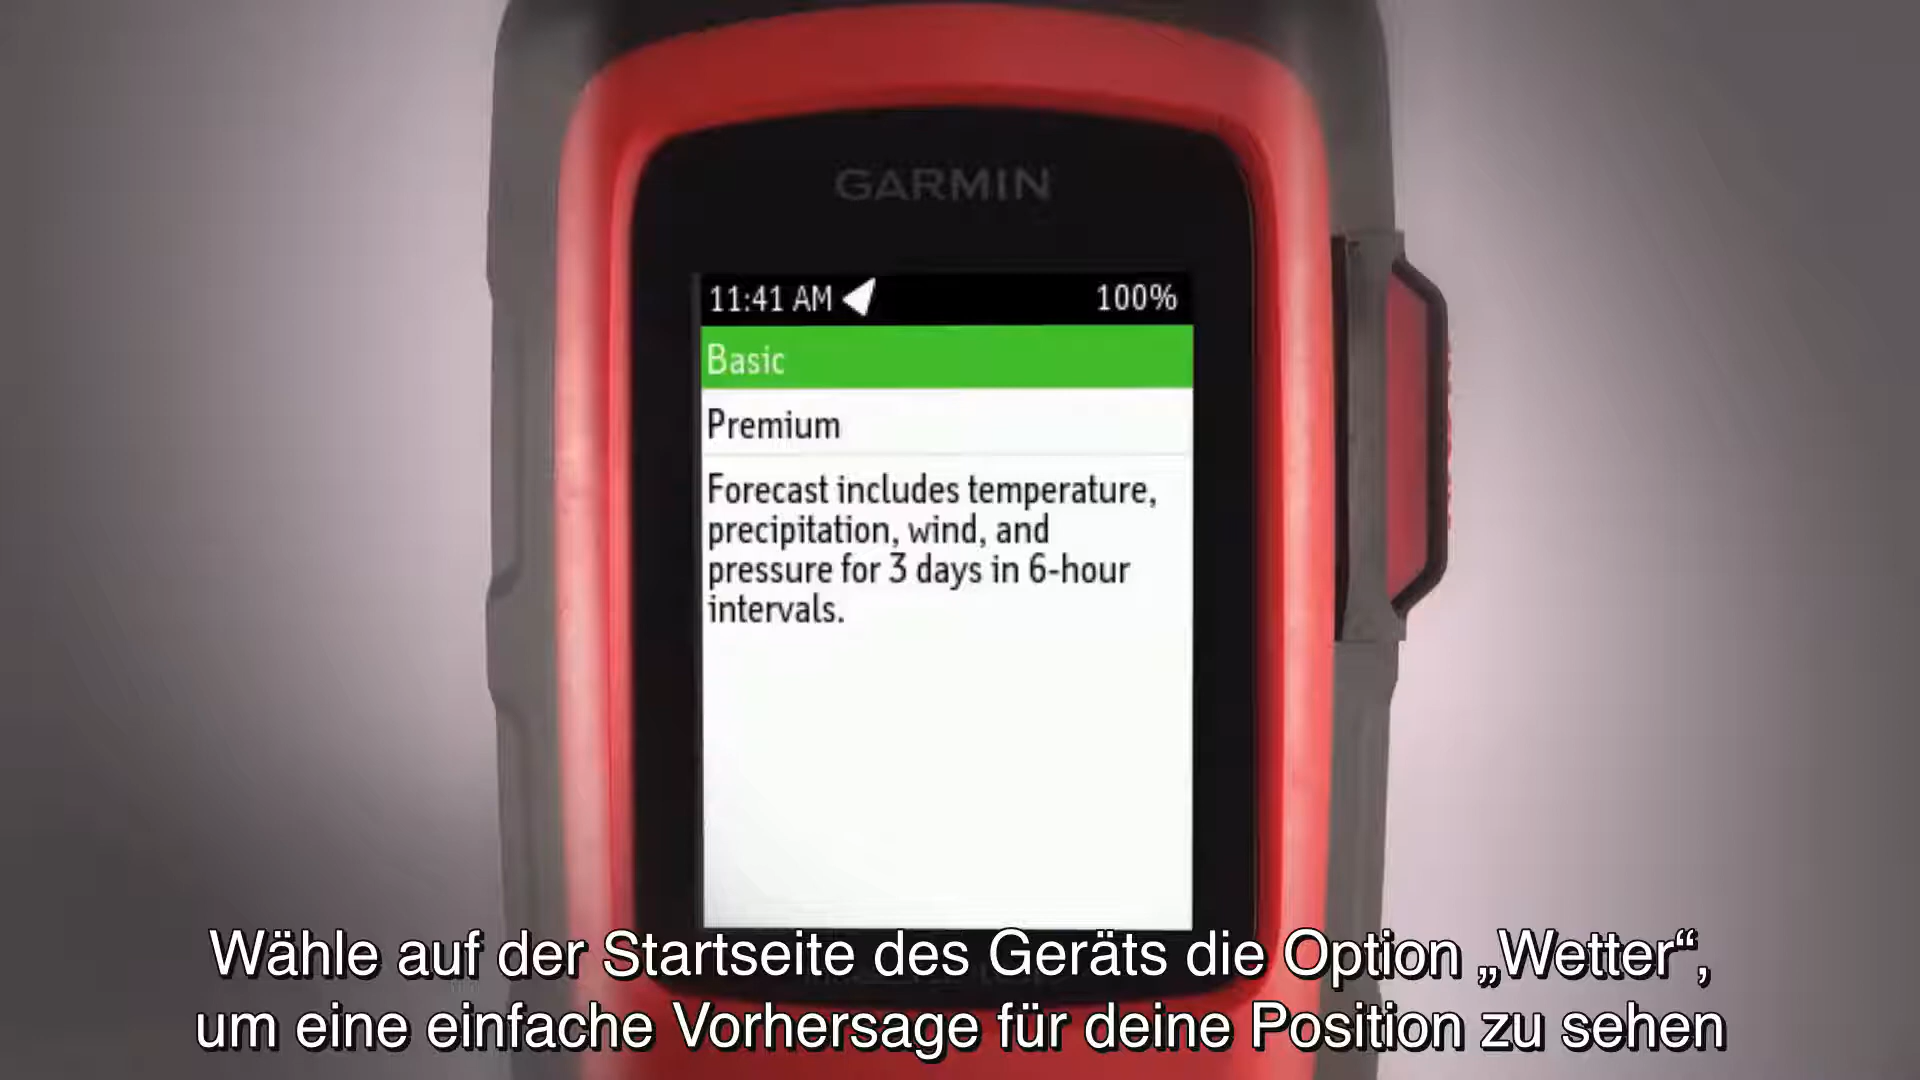 GARMIN
11:41 AM 100%
Basic
Premium
Forecast includes temperature,
precipitation, wind, and
pressure for 3 days in 6-hour
intervals.
Wähle auf der Startseite des Geräts die Option „Wetter“,
um eine einfache Vorhersage für deine Position zu sehen